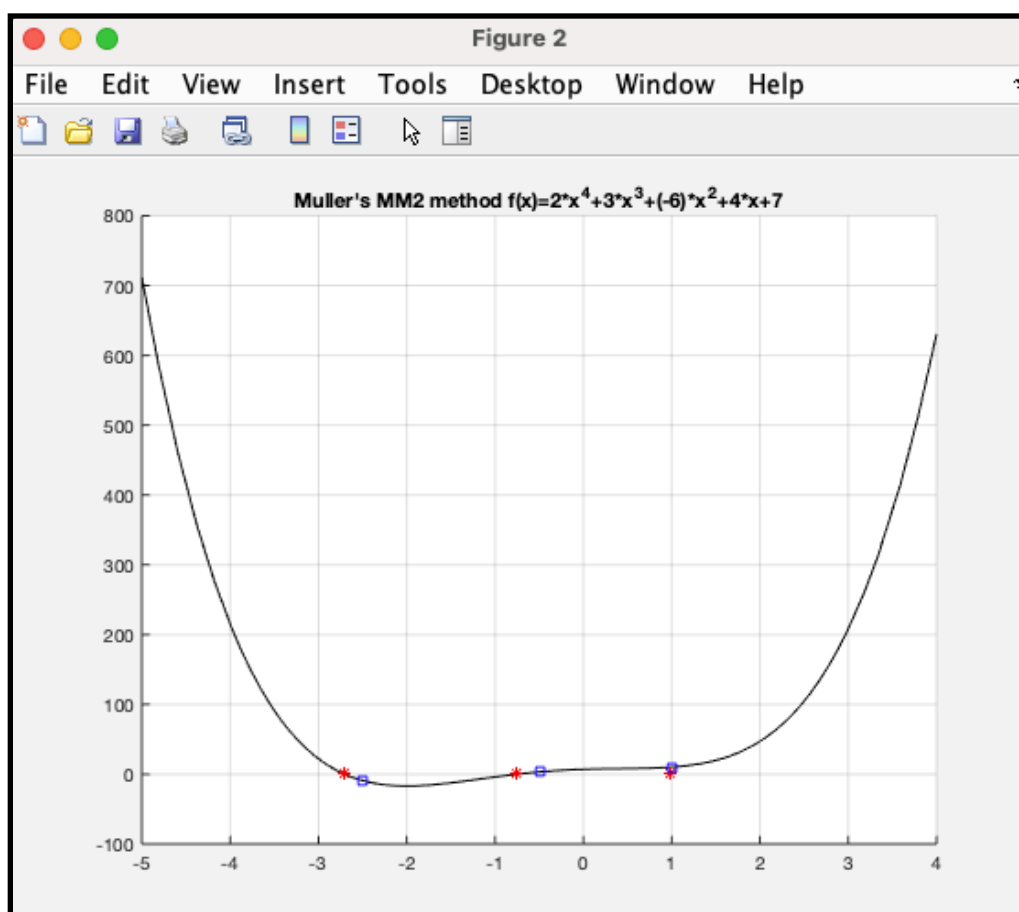 Figure 2
File Edit View Insert Tools Desktop Window Help
Muller's MM2 method f(x)=2*x^4+3*x^3+(-6)*x^2+4*x+7
800
700
600
500
400
300
200
100
0
-100
-5 -4 -3 -2 -1 0 1 2 3 4